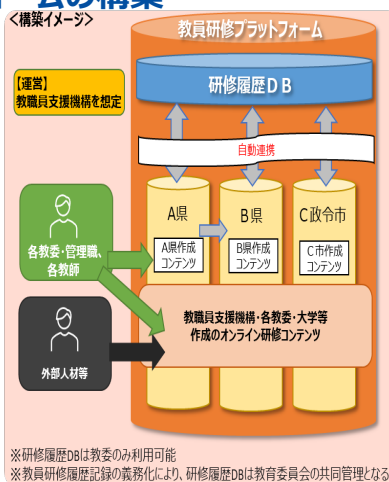 ＜構築イメージ＞
教員研修プラットフォーム
研修履歴ＤＢ
【運営】
教職員支援機構を想定
自動連携
A県
B県
C政令市
A県作成
コンテンツ
B県作成
コンテンツ
C市作成
コンテンツ
各教委・管理職、
各教師
教職員支援機構・各教委・大学等
作成のオンライン研修コンテンツ
外部人材等
※研修履歴DBは教委のみ利用可能
※教員研修履歴記録の義務化により、研修履歴DBは教育委員会の共同管理となる